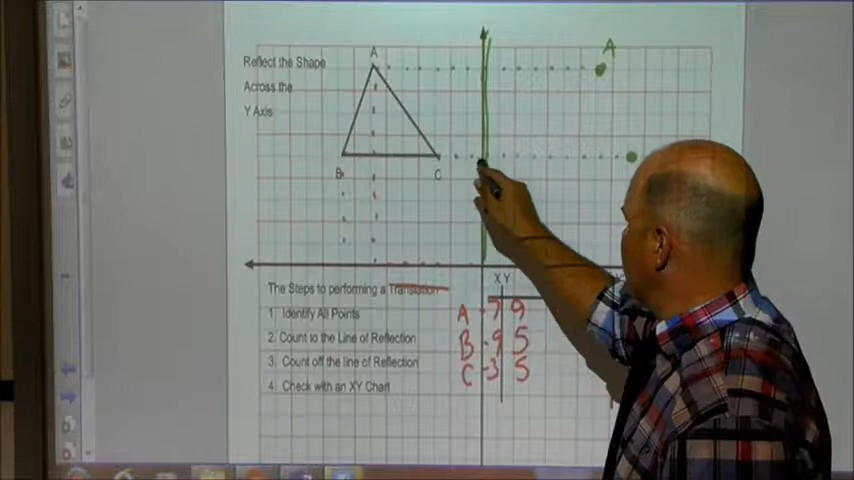 Reflect the Shape
Across the
Y Axis
A
A
B
C
The Steps to performing a Translation
1 Identify All Points
2. Count to the Line of Reflection
3. Count off the line of Reflection
4. Check with an XY Chart
X Y
A -7 9
B -9 5
C -3 5